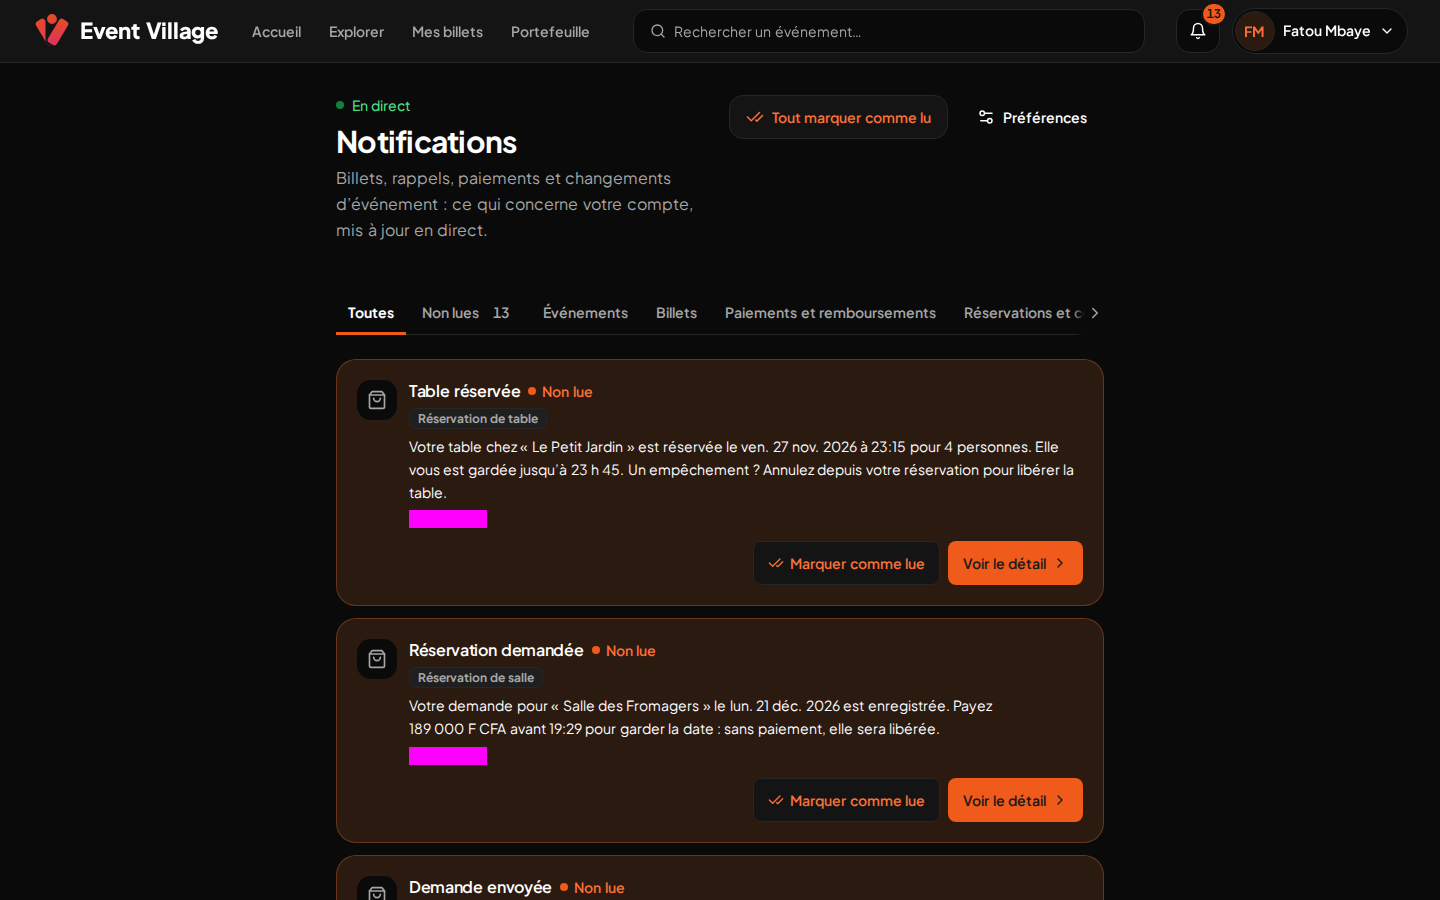 Event Village
Accueil
Explorer
Mes billets
Portefeuille
Rechercher un événement…
13
FM
Fatou Mbaye
En direct
Notifications
Billets, rappels, paiements et changements
d’événement : ce qui concerne votre compte,
mis à jour en direct.
Tout marquer comme lu
Préférences
Toutes
Non lues 13
Événements
Billets
Paiements et remboursements
Réservations et c
Table réservée
Non lue
Réservation de table
Votre table chez « Le Petit Jardin » est réservée le ven. 27 nov. 2026 à 23:15 pour 4 personnes. Elle
vous est gardée jusqu’à 23 h 45. Un empêchement ? Annulez depuis votre réservation pour libérer la
table.
Marquer comme lue
Voir le détail
Réservation demandée
Non lue
Réservation de salle
Votre demande pour « Salle des Fromagers » le lun. 21 déc. 2026 est enregistrée. Payez
189 000 F CFA avant 19:29 pour garder la date : sans paiement, elle sera libérée.
Marquer comme lue
Voir le détail
Demande envoyée
Non lue